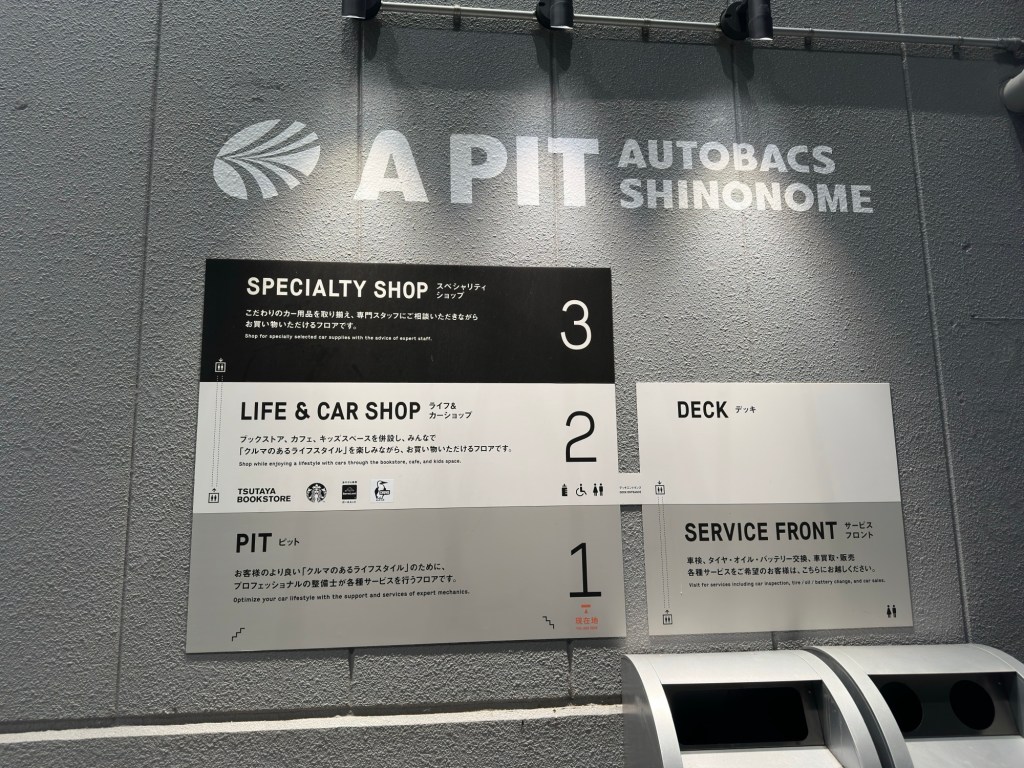 A PIT AUTOBACS
SHINONOME
SPECIALTY SHOP スペシャリティ
ショップ
こだわりのカー用品を取り揃え、専門スタッフにご相談いただきながら
お買い物いただけるフロアです。
Shop for specialty selected car supplies with the advice of expert staff.
3
LIFE & CAR SHOP ライフ&
カーショップ
ブックストア、カフェ、キッズスペースを併設し、みんなで
「クルマのあるライフスタイル」を楽しみながら、お買い物いただけるフロアです。
Shop while enjoying a lifestyle with cars through the bookstore, cafe, and kids space.
2
TSUTAYA
BOOKSTORE
PIT ピット
お客様のより良い「クルマのあるライフスタイル」のために、
プロフェッショナルの整備士が各種サービスを行うフロアです。
Optimize your car lifestyle with the support and services of expert mechanics.
1
現在地
DECK デッキ
SERVICE FRONT サービス
フロント
車検、タイヤ・オイル・バッテリー交換、車買取・販売
各種サービスをご希望のお客様は、こちらにお越しください。
Visit for services including car inspection, tire / oil / battery change, and car sales.